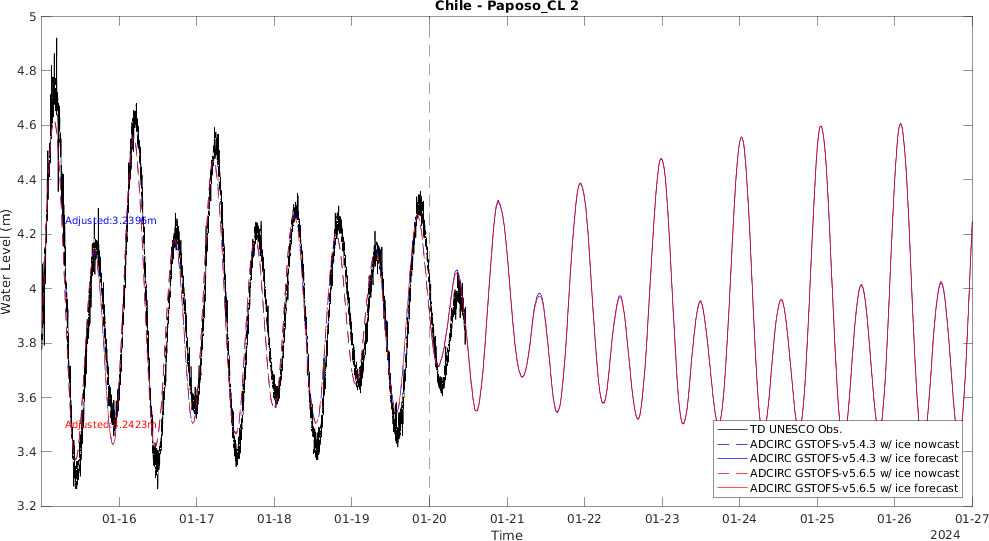 Chile - Paposo_CL 2
Water Level (m)
5
4.8
4.6
4.4
4.2
4
3.8
3.6
3.4
3.2
Adjusted:3.2395m
Adjusted:3.2423m
TD UNESCO Obs.
ADCIRC GSTOFS-v5.4.3 w/ ice nowcast
ADCIRC GSTOFS-v5.4.3 w/ ice forecast
ADCIRC GSTOFS-v5.6.5 w/ ice nowcast
ADCIRC GSTOFS-v5.6.5 w/ ice forecast
01-16 01-17 01-18 01-19 01-20 01-21 01-22 01-23 01-24 01-25 01-26 01-27
Time
2024